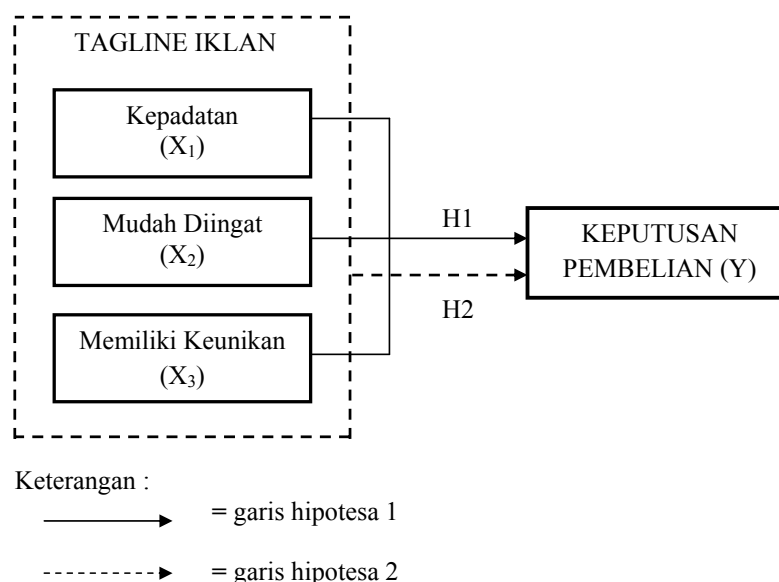 TAGLINE IKLAN
Kepadatan
(X₁)
Mudah Diingat
(X₂)
Memiliki Keunikan
(X₃)
H1
H2
KEPUTUSAN
PEMBELIAN (Y)
Keterangan :
= garis hipotesa 1
= garis hipotesa 2